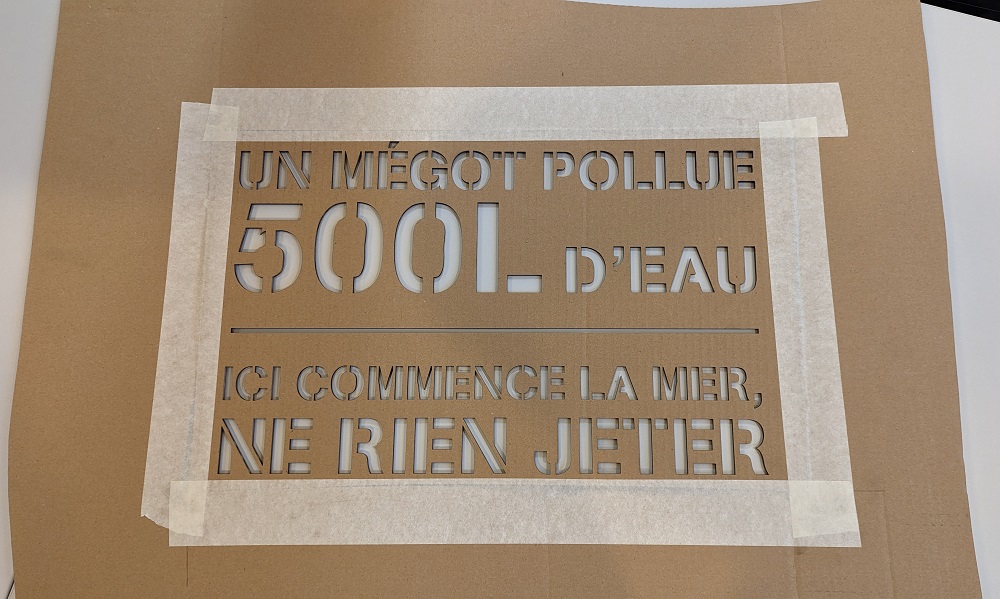 UN MÉGOT POLLUE
500L D'EAU
ICI COMMENCE LA MER,
NE RIEN JETER